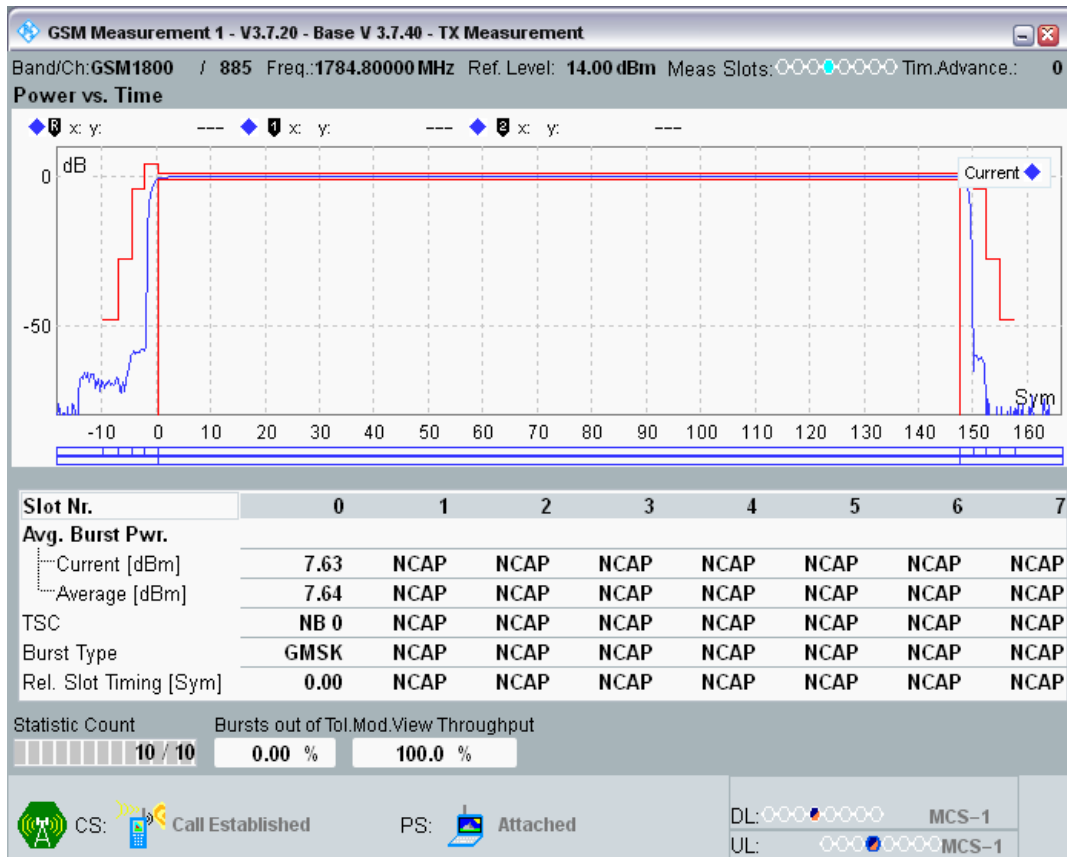 GSM Measurement 1 - V3.7.20 - Base V 3.7.40 - TX Measurement
Band/Ch:GSM1800 / 885 Freq.:1784.80000 MHz Ref. Level: 14.00 dBm Meas Slots: Tim.Advance.: 0
Power vs. Time
R x: y: --- 1 x: y: --- 2 x: y: ---
dB
Current
0
-50
Sym
-10 0 10 20 30 40 50 60 70 80 90 100 110 120 130 140 150 160
Slot Nr. 0 1 2 3 4 5 6 7
Avg. Burst Pwr.
Current [dBm] 7.63 NCAP NCAP NCAP NCAP NCAP NCAP NCAP
Average [dBm] 7.64 NCAP NCAP NCAP NCAP NCAP NCAP NCAP
TSC NB 0 NCAP NCAP NCAP NCAP NCAP NCAP NCAP
Burst Type GMSK NCAP NCAP NCAP NCAP NCAP NCAP NCAP
Rel. Slot Timing [Sym] 0.00 NCAP NCAP NCAP NCAP NCAP NCAP NCAP
Statistic Count Bursts out of Tol. Mod.View Throughput
10 / 10 0.00 % 100.0 %
CS: Call Established PS: Attached
DL: MCS-1
UL: MCS-1